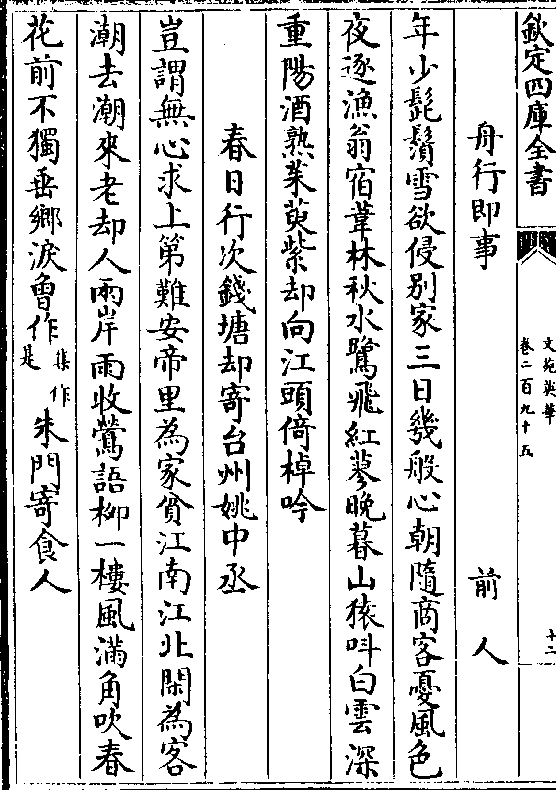 欽定四庫全書
文苑英華
卷二百九十五
十二
舟行即事 前人
年少髭鬚雪欲侵别家三日幾般心朝隨商客憂風色
夜逐漁翁宿葦林秋水鷺飛紅蓼晚暮山猿叫白雲深
重陽酒熟茱萸紫却向江頭倚棹吟
春日行次錢塘却寄台州姚中丞
豈謂無心求上第難安帝里為家貧江南江北閑為客
潮去潮來老却人兩岸雨收鶯語柳一樓風滿角吹春
花前不獨垂鄉淚曾作集作是朱門寄食人